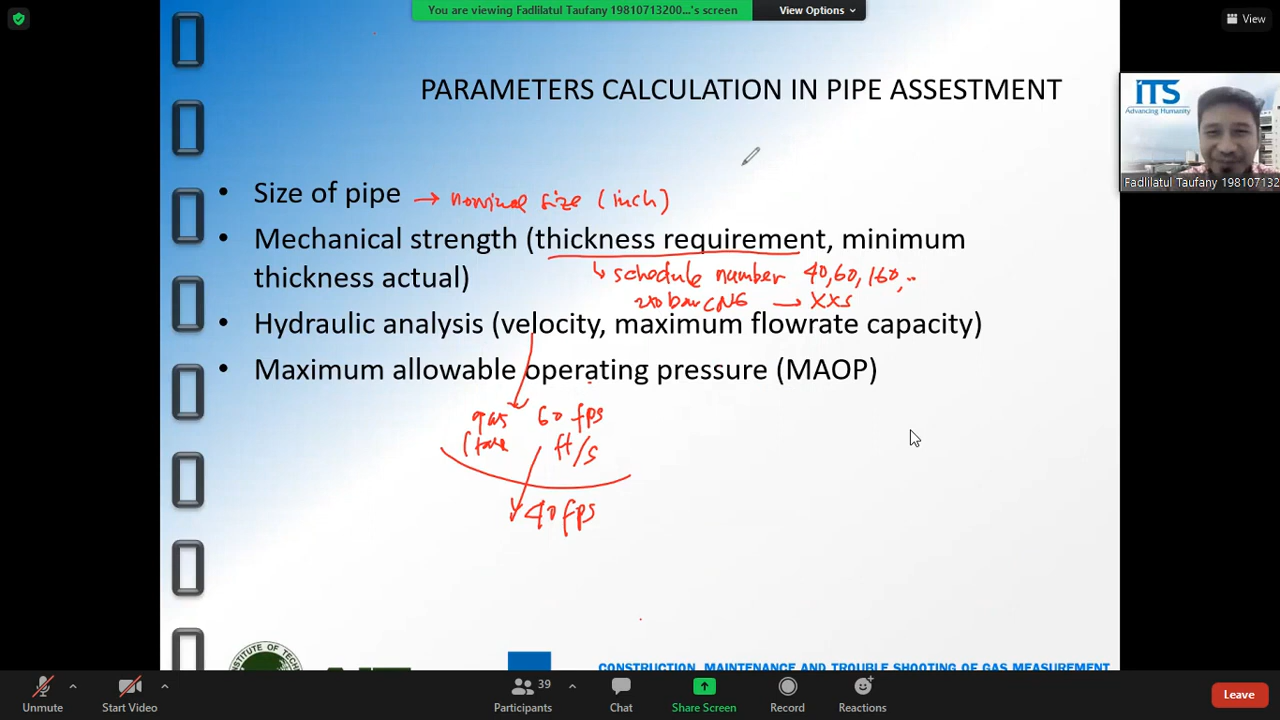 You are viewing Fadlilatul Taufany 19810713200...'s screen
View Options
View
PARAMETERS CALCULATION IN PIPE ASSESTMENT
ITS
Advancing Humanity
Fadlilatul Taufany 198107132
• Size of pipe → nominal size (inch)
• Mechanical strength (thickness requirement, minimum
thickness actual)
schedule number 40, 60, 160, ..
250 bar CNG → XXS
• Hydraulic analysis (velocity, maximum flowrate capacity)
• Maximum allowable operating pressure (MAOP)
gas 60 fps
ft/s
40 fps
INSTITUTE OF TECH
CONSTRUCTION, MAINTENANCE AND TROUBLE SHOOTING OF GAS MEASUREMENT
Unmute
Start Video
39
Participants
Chat
Share Screen
Record
Reactions
Leave